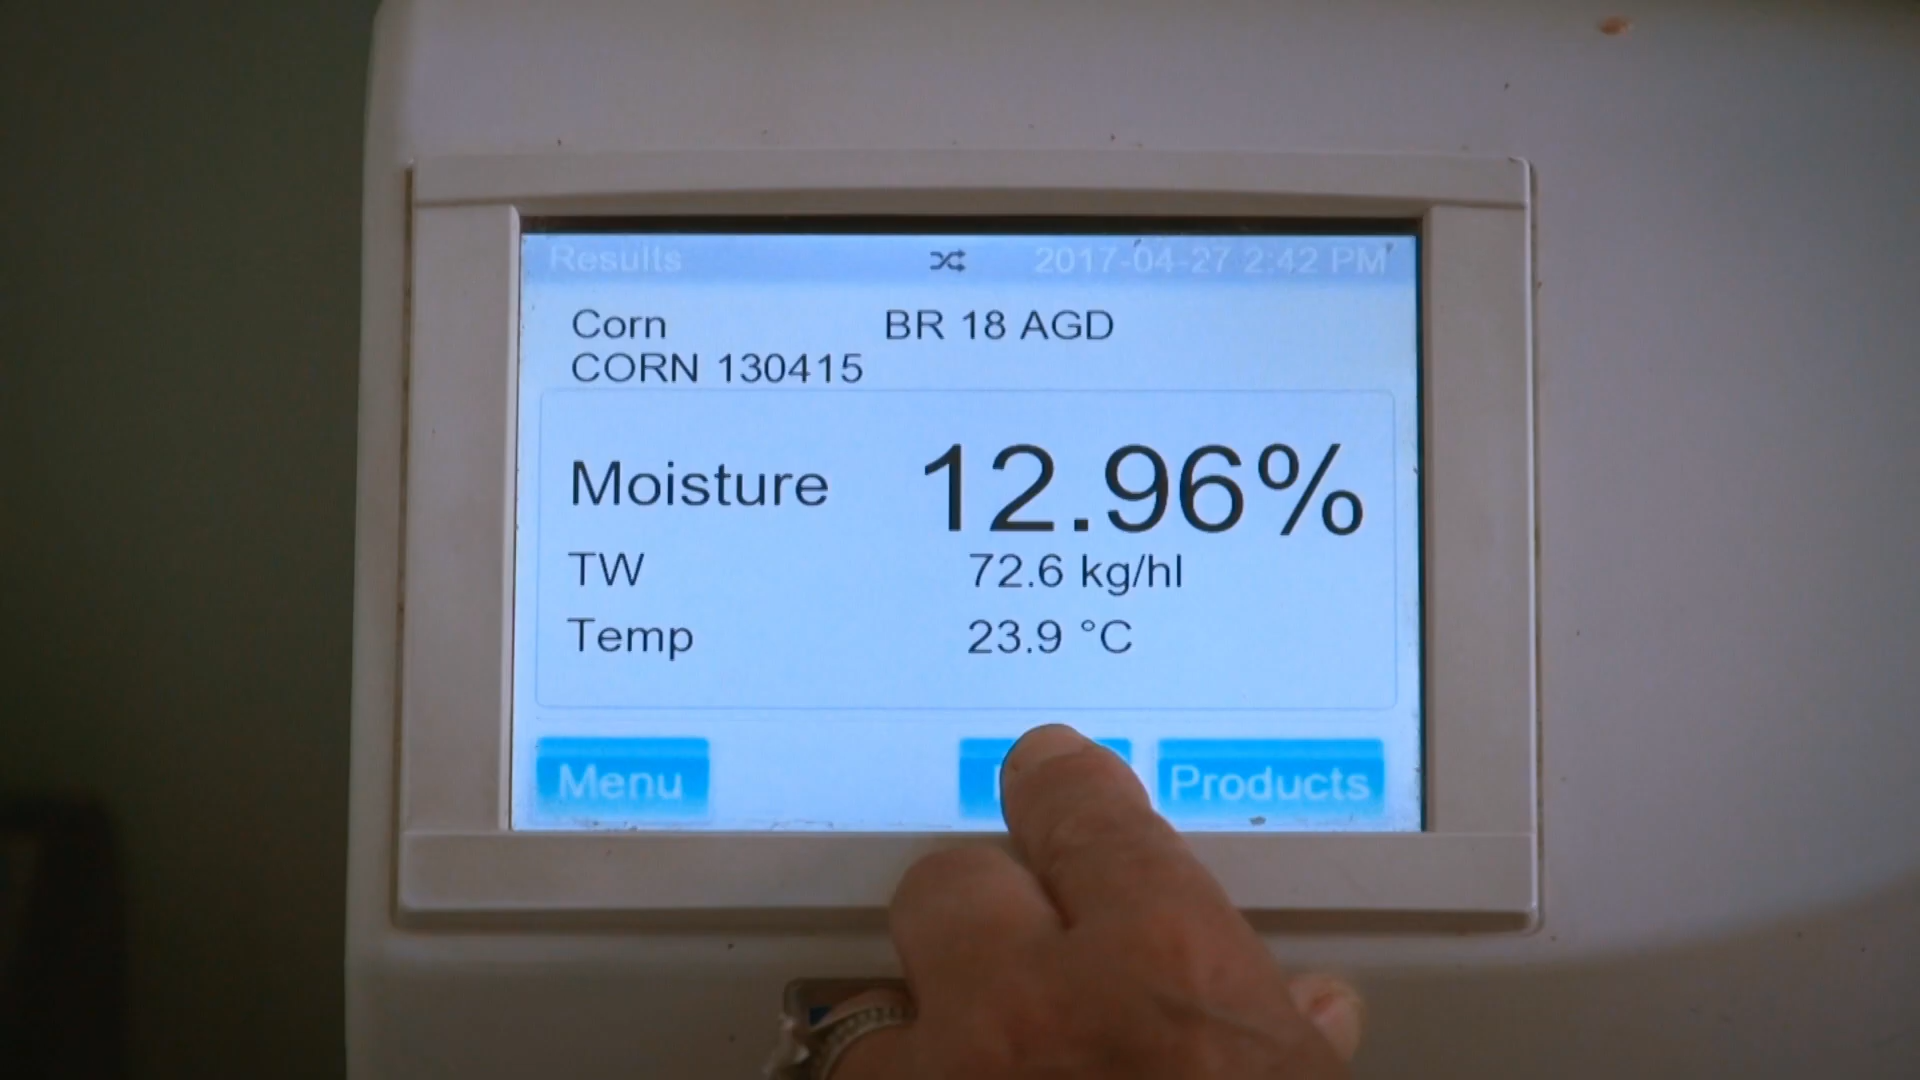 Results 2017-04-27 2:42 PM
Corn BR 18 AGD
CORN 130415
Moisture 12.96%
TW 72.6 kg/hl
Temp 23.9 °C
Menu Products